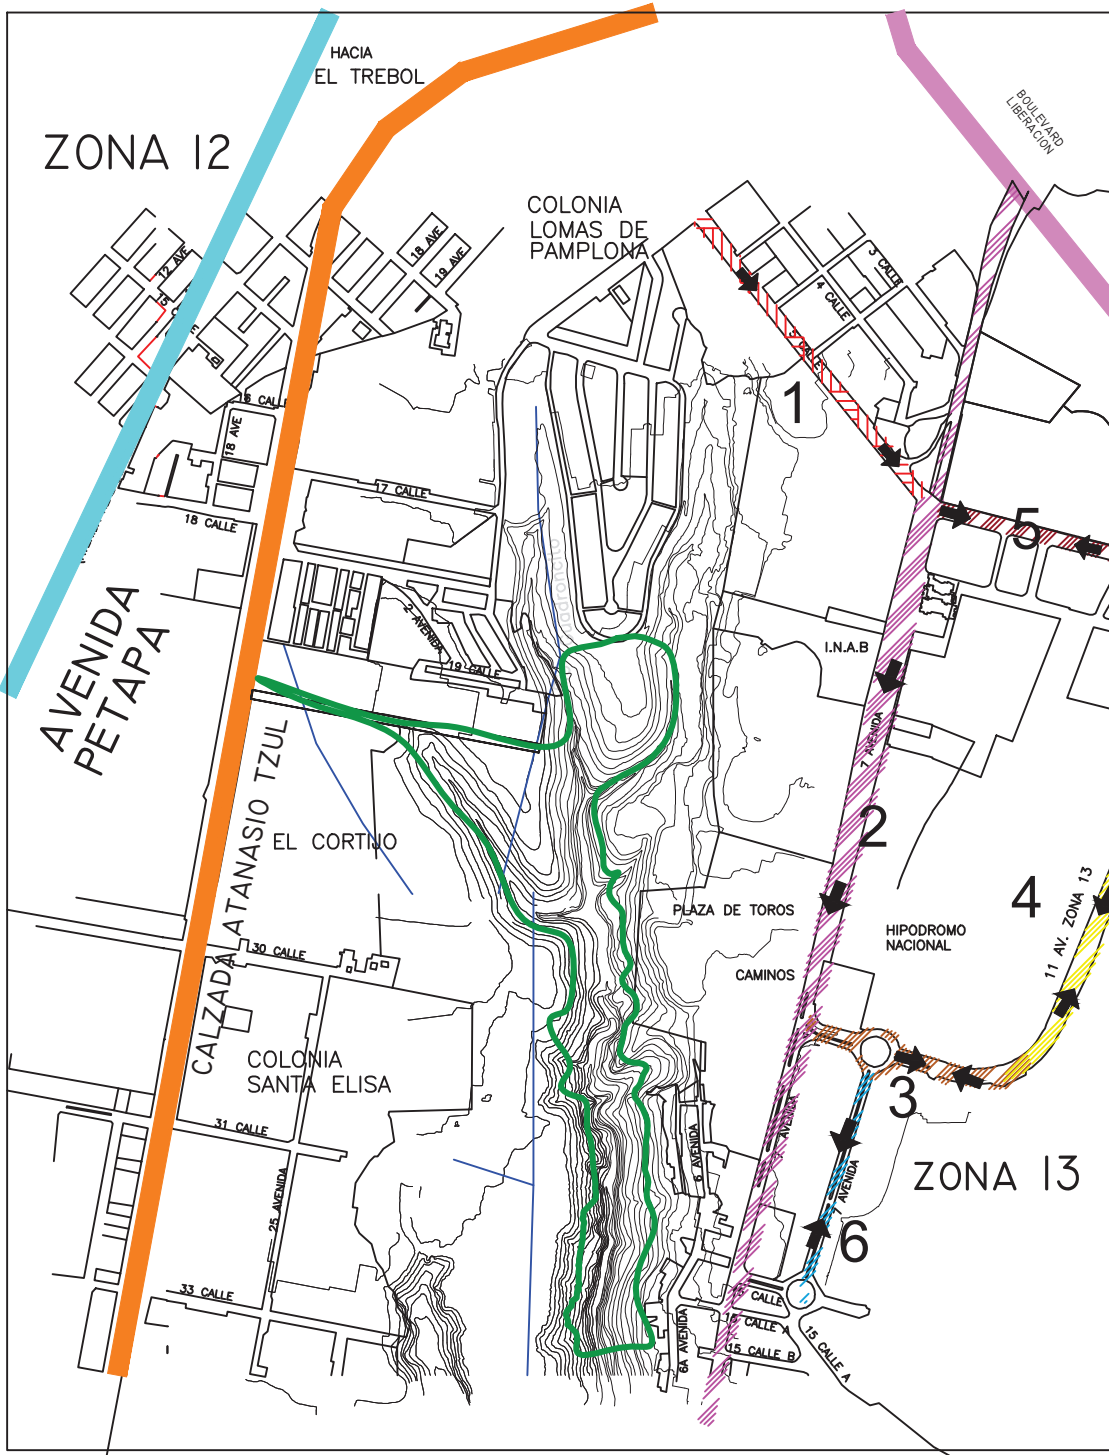 HACIA
EL TREBOL
BOULEVARD
LIBERACION
ZONA 12
COLONIA
LOMAS DE
PAMPLONA
12 AVE
18 AVE
19 AVE
3 CALLE
4 CALLE
CALLE
1
18 AVE
17 CALLE
18 CALLE
5
AVENIDA
PETAPA
2 AVENIDA
19 CALLE
I.N.A.B
7 AVENIDA
CALZADA ATANASIO TZUL
EL CORTIJO
2
4
PLAZA DE TOROS
HIPODROMO
NACIONAL
11 AV. ZONA 13
30 CALLE
CAMINOS
COLONIA
SANTA ELISA
3
31 CALLE
6 AVENIDA
AVENIDA
AVENIDA
ZONA 13
25 AVENIDA
6
33 CALLE
CALLE
CALLE A
15 CALLE B
15 CALLE A
6A AVENIDA